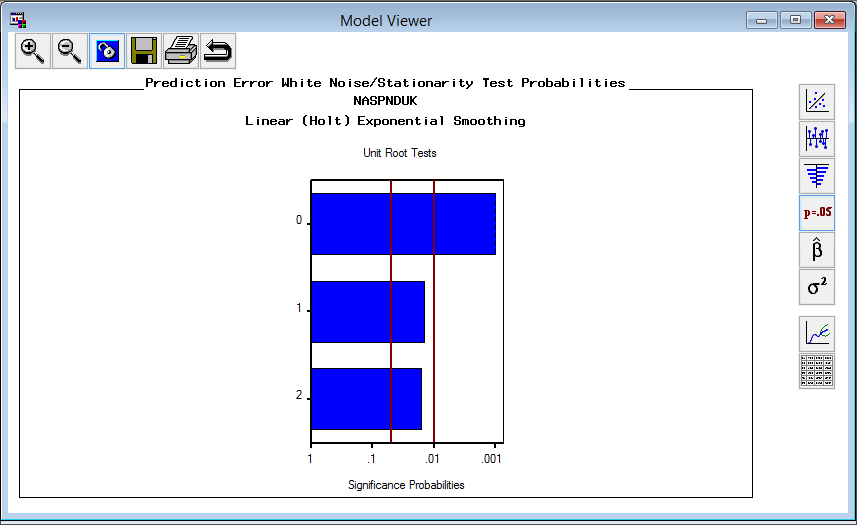 Model Viewer
Prediction Error White Noise/Stationarity Test Probabilities
NASPNDUK
Linear (Holt) Exponential Smoothing
Unit Root Tests
0
1
2
1 .1 .01 .001
Significance Probabilities
p=.05
β̂
σ²